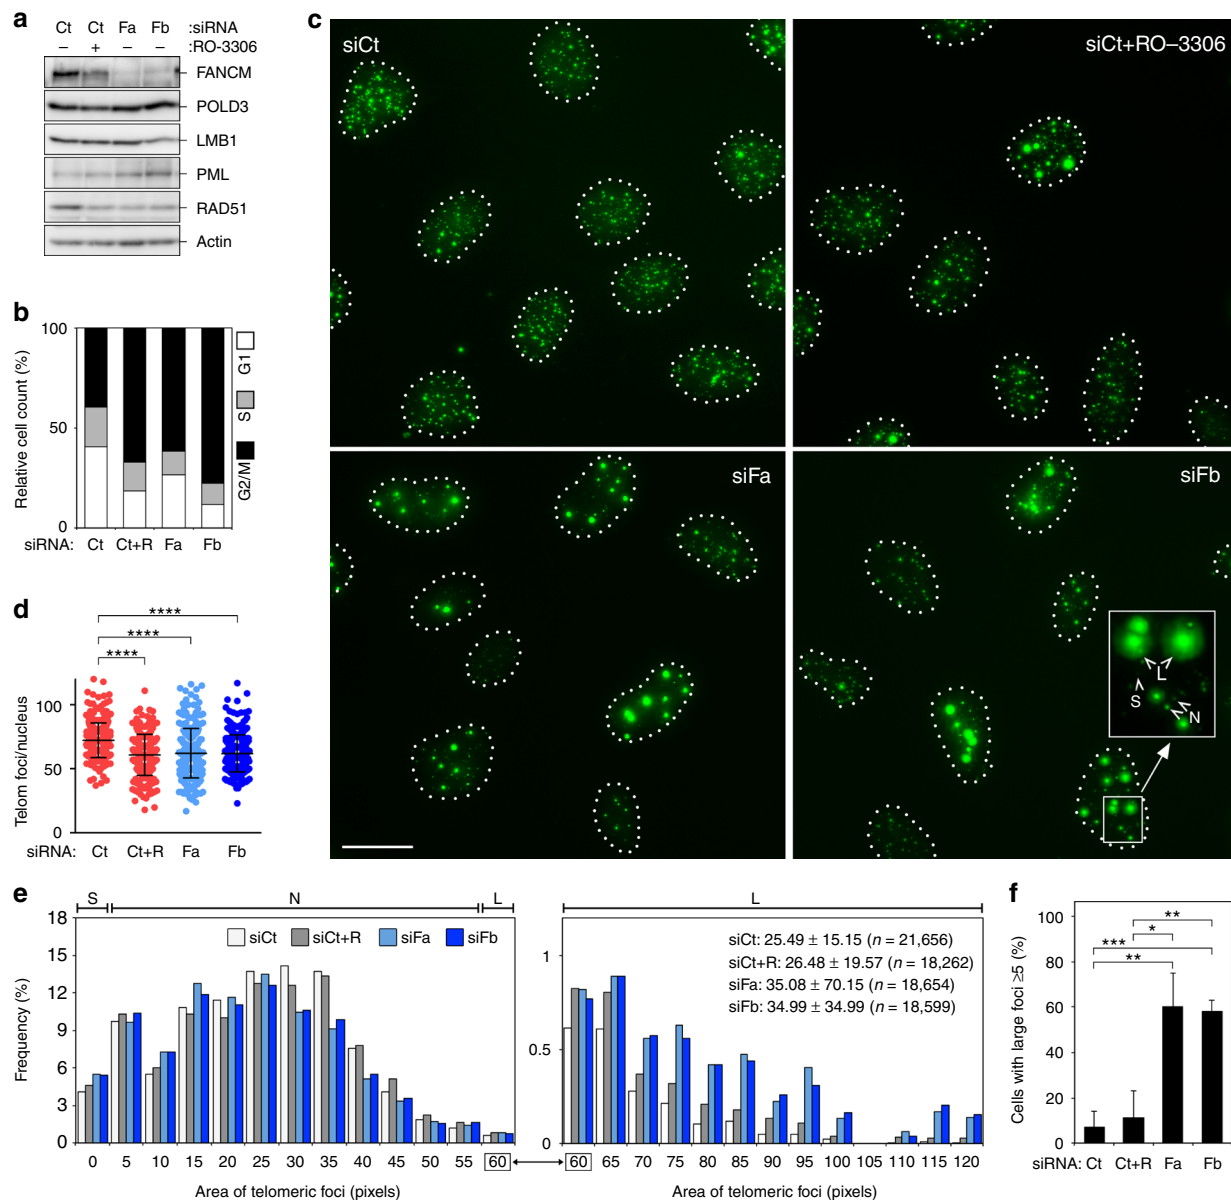 a
Ct Ct Fa Fb :siRNA
– + – – :RO-3306
FANCM
POLD3
LMB1
PML
RAD51
Actin
b
Relative cell count (%)
100
50
0
G1
S
G2/M
siRNA: Ct Ct+R Fa Fb
c
siCt
siCt+RO–3306
siFa
siFb
L
S
N
d
Telom foci/nucleus
100
50
0
****
****
****
siRNA: Ct Ct+R Fa Fb
e
S N L
Frequency (%)
18
15
12
9
6
3
0
siCt siCt+R siFa siFb
0 5 10 15 20 25 30 35 40 45 50 55 60
Area of telomeric foci (pixels)
L
1
0.5
0
siCt: 25.49 ± 15.15 (n = 21,656)
siCt+R: 26.48 ± 19.57 (n = 18,262)
siFa: 35.08 ± 70.15 (n = 18,654)
siFb: 34.99 ± 34.99 (n = 18,599)
60 65 70 75 80 85 90 95 100 105 110 115 120
Area of telomeric foci (pixels)
f
Cells with large foci ≥5 (%)
100
80
60
40
20
0
**
*
***
**
siRNA: Ct Ct+R Fa Fb